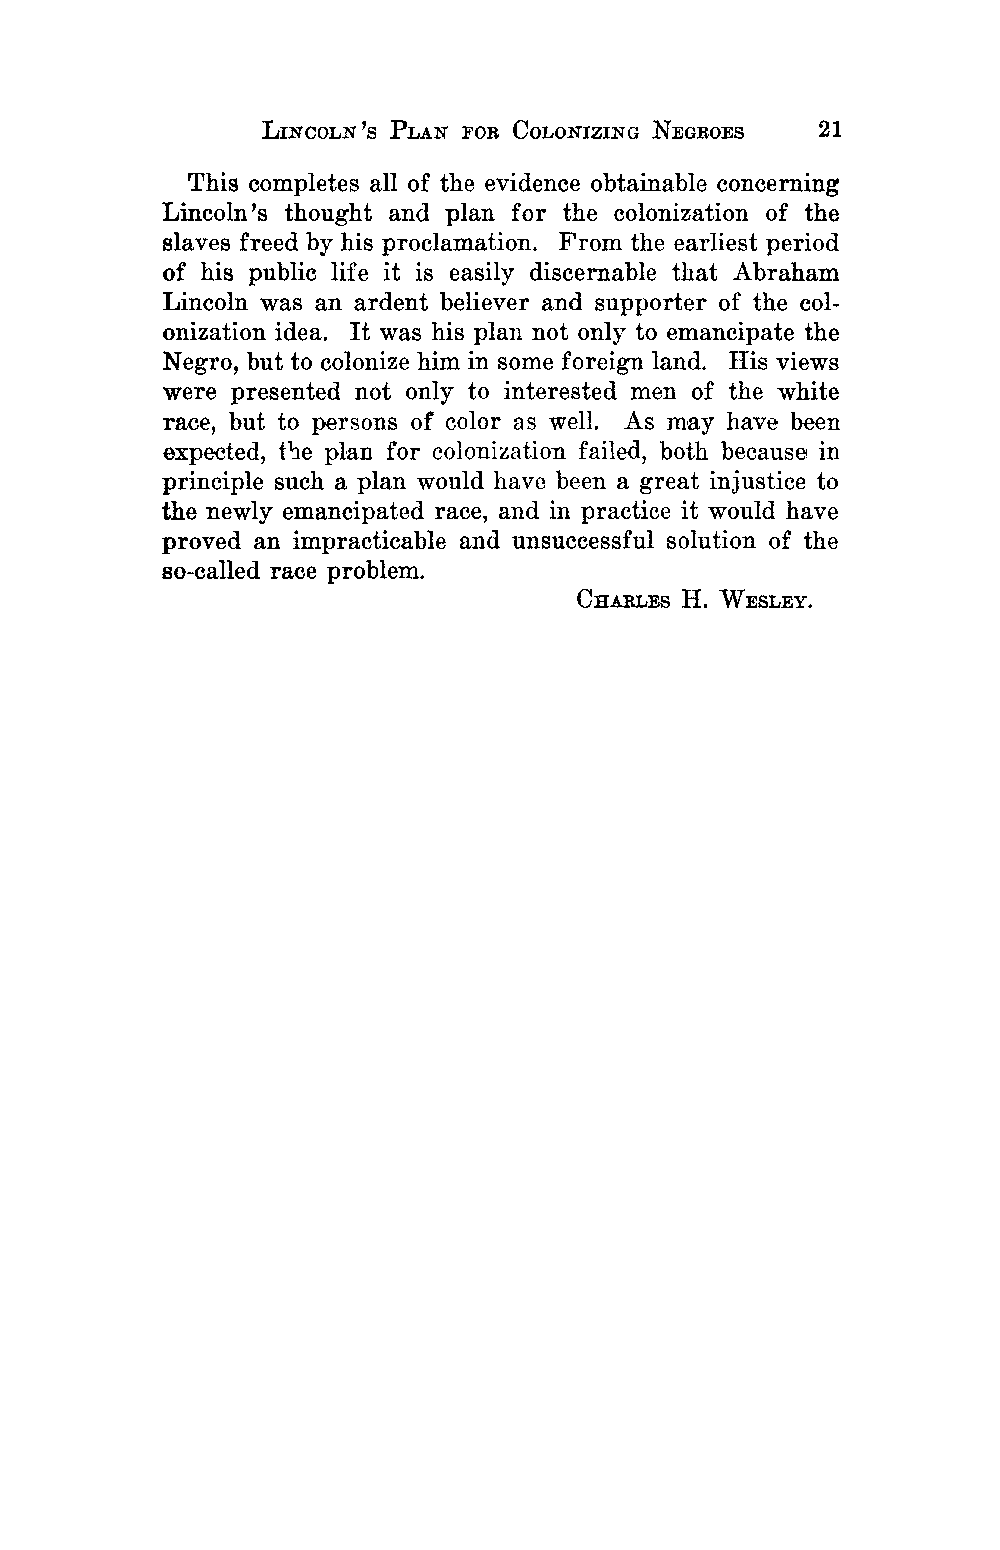 LINCOLN'S PLAN FOR COLONIZING NEGROES 21
This completes all of the evidence obtainable concerning
Lincoln's thought and plan for the colonization of the
slaves freed by his proclamation. From the earliest period
of his public life it is easily discernable that Abraham
Lincoln was an ardent believer and supporter of the col-
onization idea. It was his plan not only to emancipate the
Negro, but to colonize him in some foreign land. His views
were presented not only to interested men of the white
race, but to persons of color as well. As may have been
expected, the plan for colonization failed, both because in
principle such a plan would have been a great injustice to
the newly emancipated race, and in practice it would have
proved an impracticable and unsuccessful solution of the
so-called race problem.
CHARLES H. WESLEY.